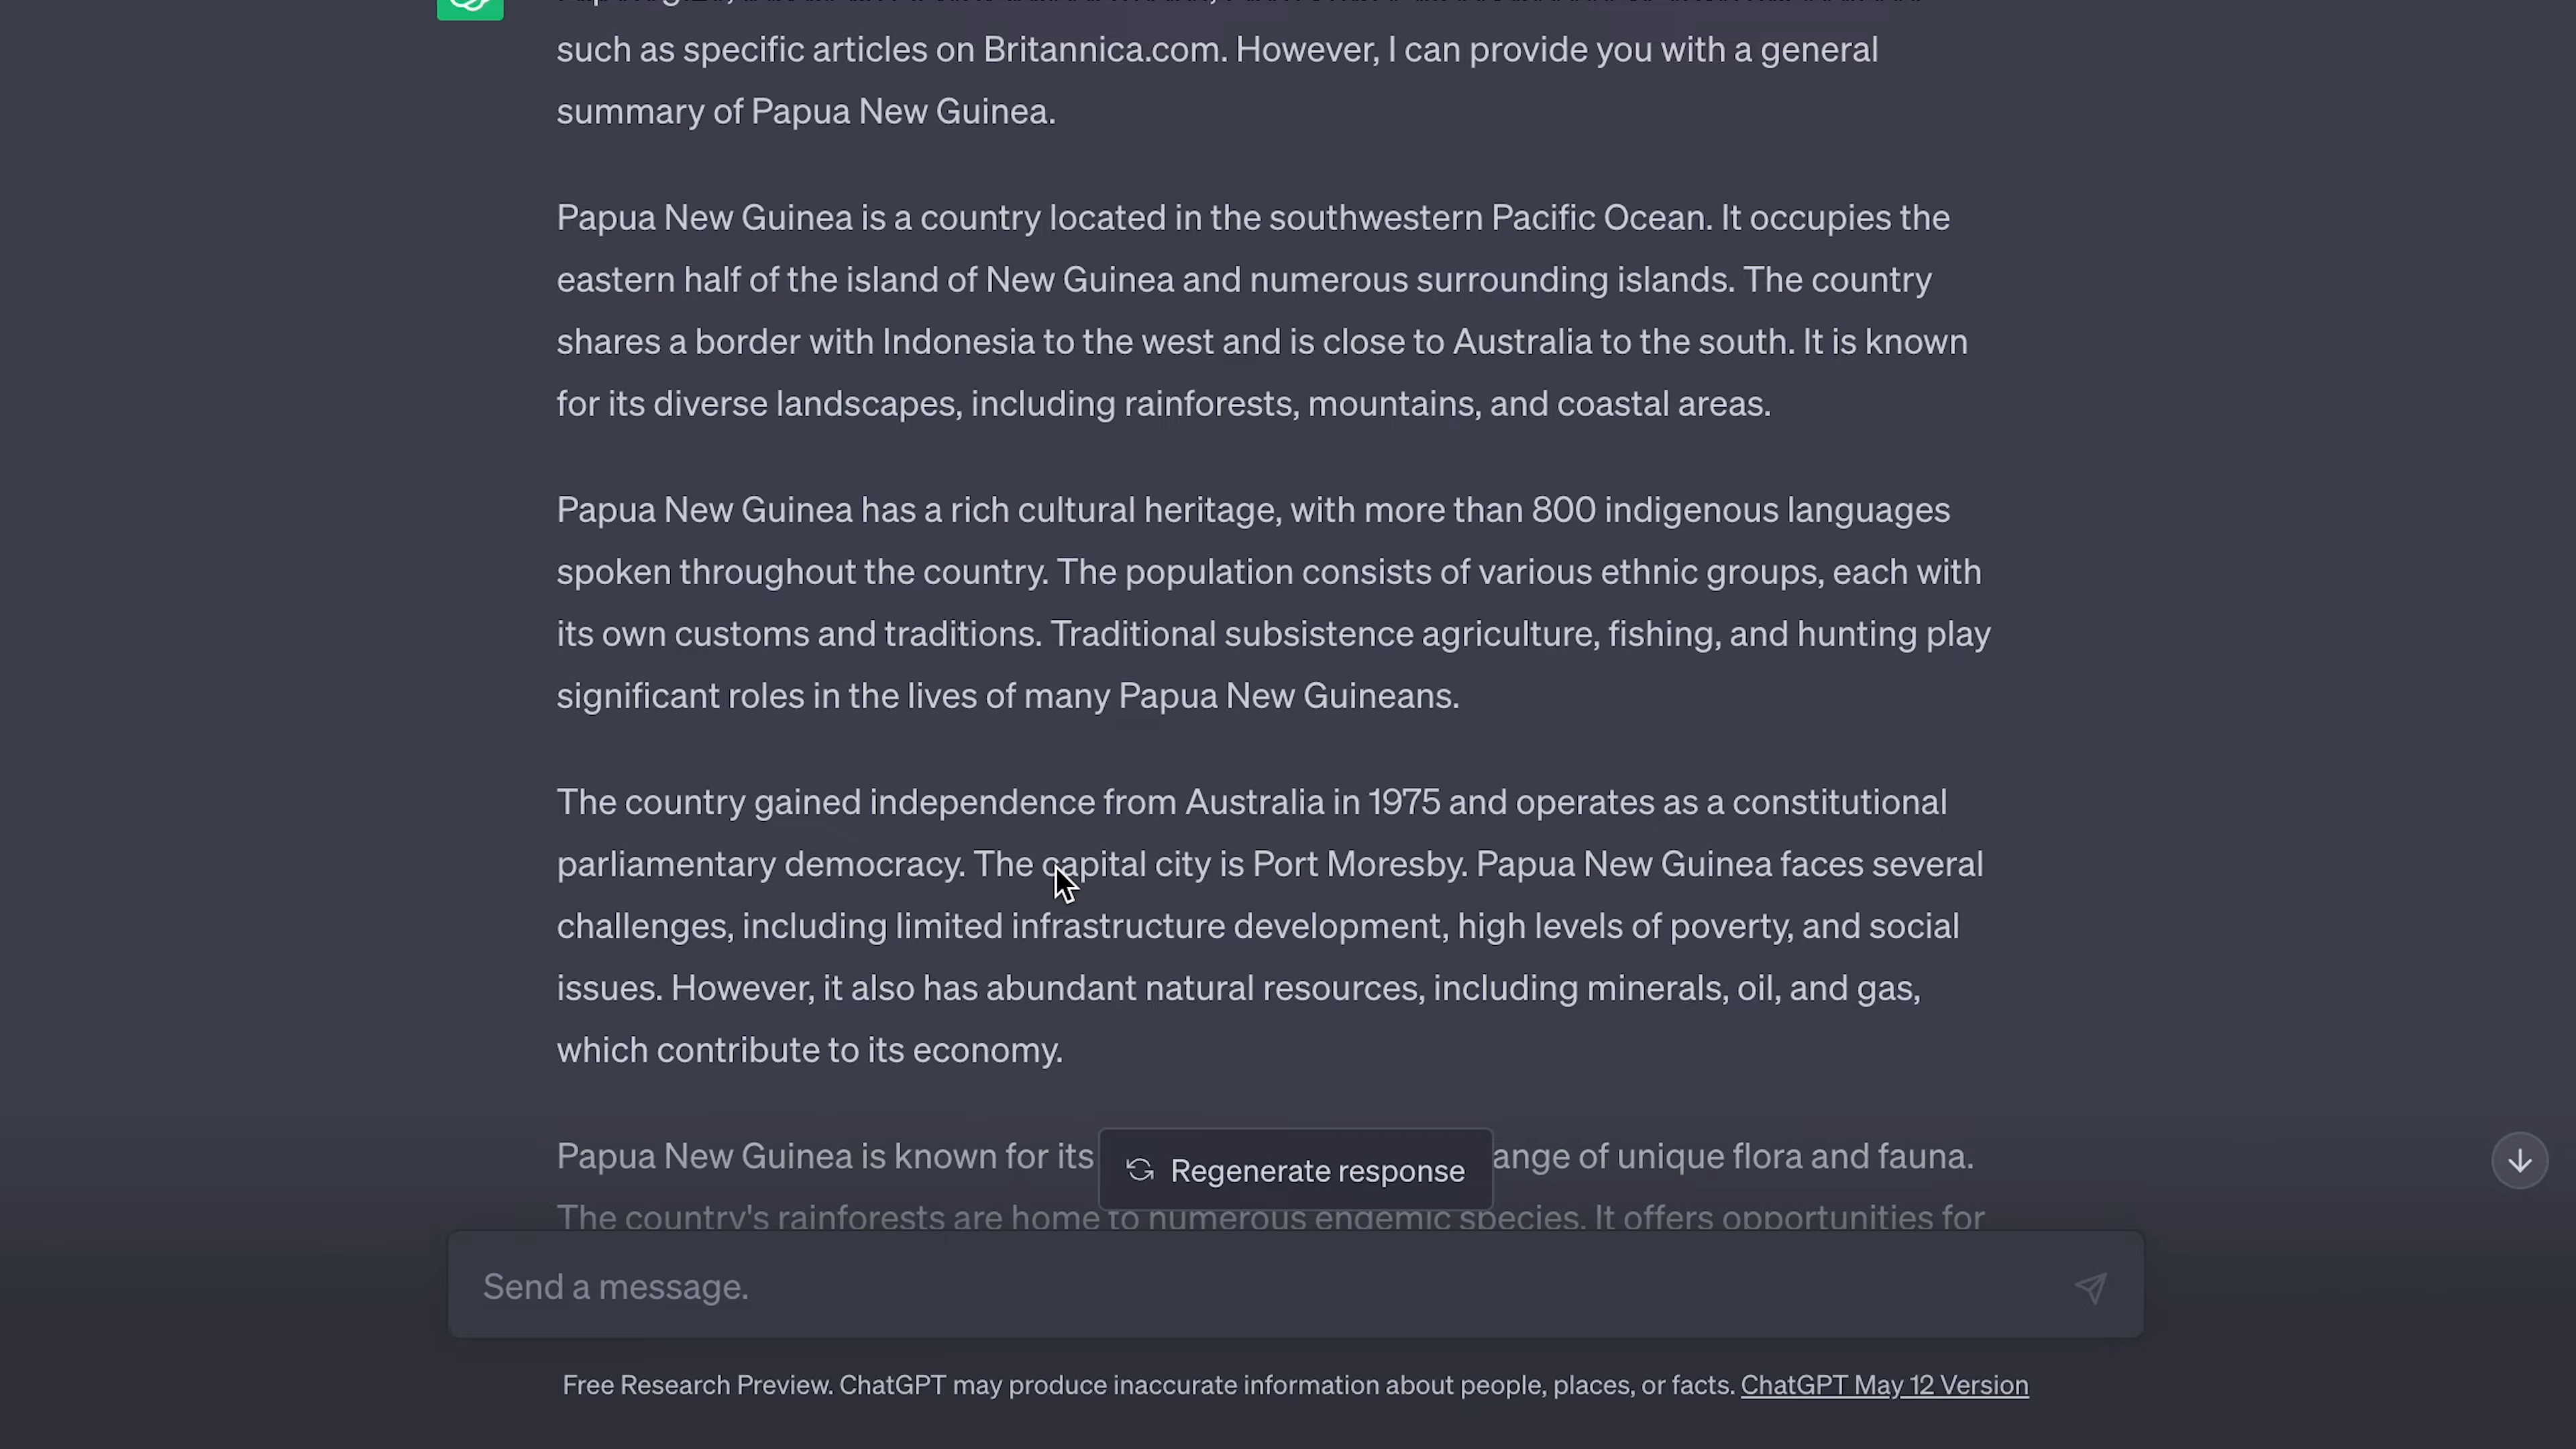 such as specific articles on Britannica.com. However, I can provide you with a general
summary of Papua New Guinea.
Papua New Guinea is a country located in the southwestern Pacific Ocean. It occupies the
eastern half of the island of New Guinea and numerous surrounding islands. The country
shares a border with Indonesia to the west and is close to Australia to the south. It is known
for its diverse landscapes, including rainforests, mountains, and coastal areas.
Papua New Guinea has a rich cultural heritage, with more than 800 indigenous languages
spoken throughout the country. The population consists of various ethnic groups, each with
its own customs and traditions. Traditional subsistence agriculture, fishing, and hunting play
significant roles in the lives of many Papua New Guineans.
The country gained independence from Australia in 1975 and operates as a constitutional
parliamentary democracy. The capital city is Port Moresby. Papua New Guinea faces several
challenges, including limited infrastructure development, high levels of poverty, and social
issues. However, it also has abundant natural resources, including minerals, oil, and gas,
which contribute to its economy.
Papua New Guinea is known for its ange of unique flora and fauna.
Regenerate response
The country's rainforests are home to numerous endemic species. It offers opportunities for
Send a message.
Free Research Preview. ChatGPT may produce inaccurate information about people, places, or facts. ChatGPT May 12 Version